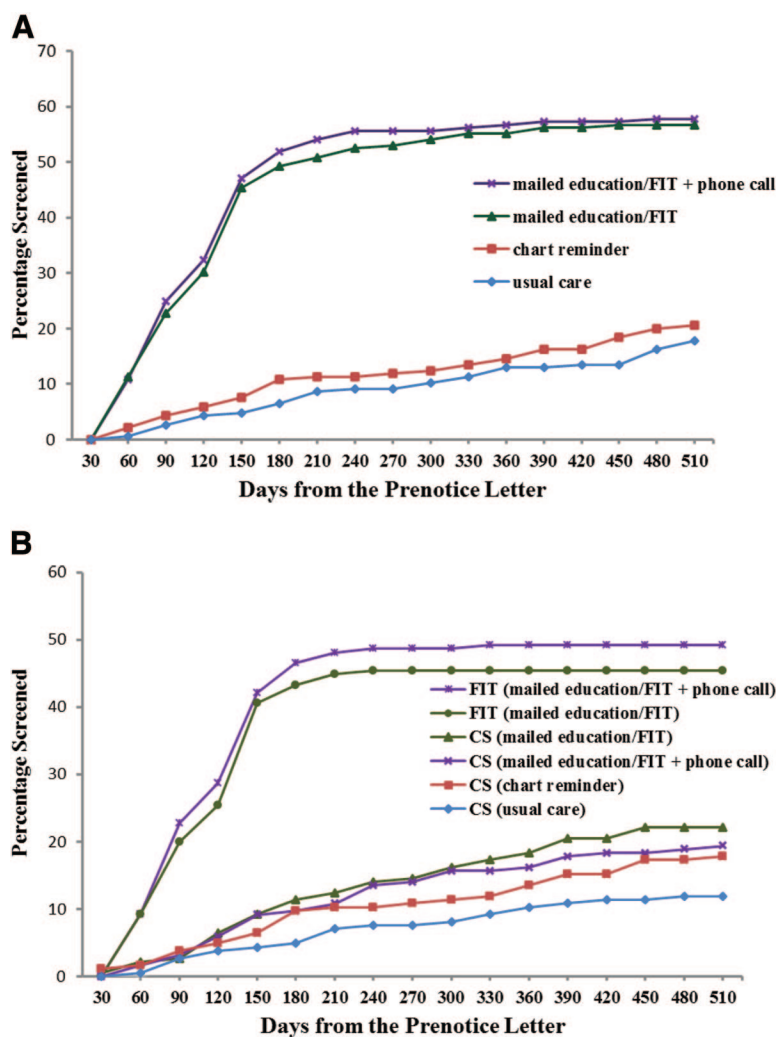 A
70
60
50
40
30
20
10
0
Percentage Screened
mailed education/FIT + phone call
mailed education/FIT
chart reminder
usual care
30 60 90 120 150 180 210 240 270 300 330 360 390 420 450 480 510
Days from the Prenotice Letter
B
60
50
40
30
20
10
0
Percentage Screened
FIT (mailed education/FIT + phone call)
FIT (mailed education/FIT)
CS (mailed education/FIT)
CS (mailed education/FIT + phone call)
CS (chart reminder)
CS (usual care)
30 60 90 120 150 180 210 240 270 300 330 360 390 420 450 480 510
Days from the Prenotice Letter